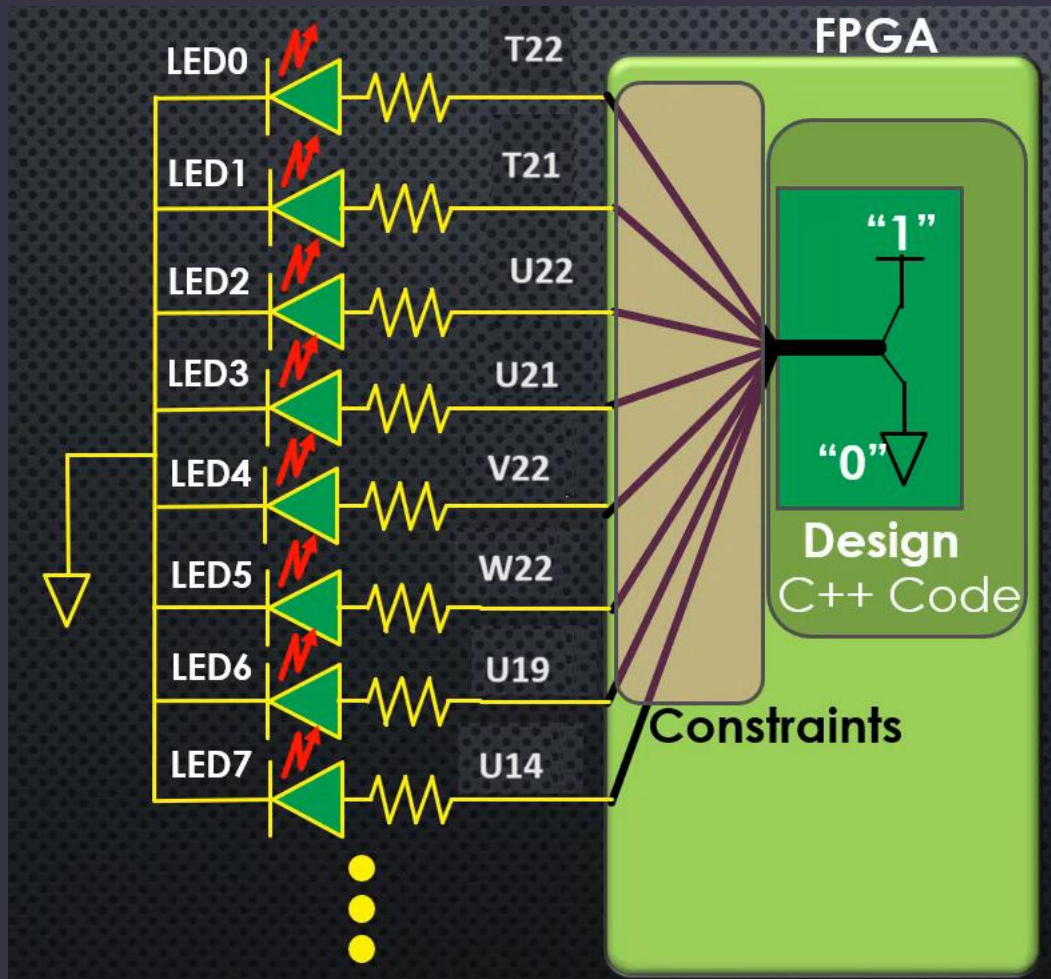 FPGA
LED0
T22
LED1
T21
LED2
U22
LED3
U21
LED4
V22
LED5
W22
LED6
U19
LED7
U14
“1”
“0”
Design
C++ Code
Constraints